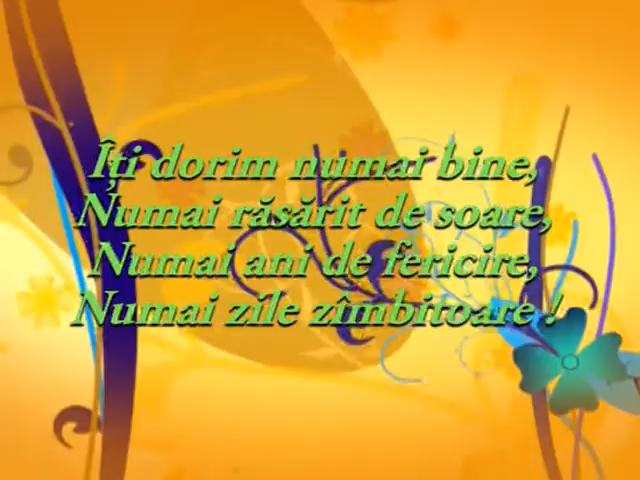 Îți dorim numai bine,
Numai răsărit de soare,
Numai ani de fericire,
Numai zile zîmbitoare !